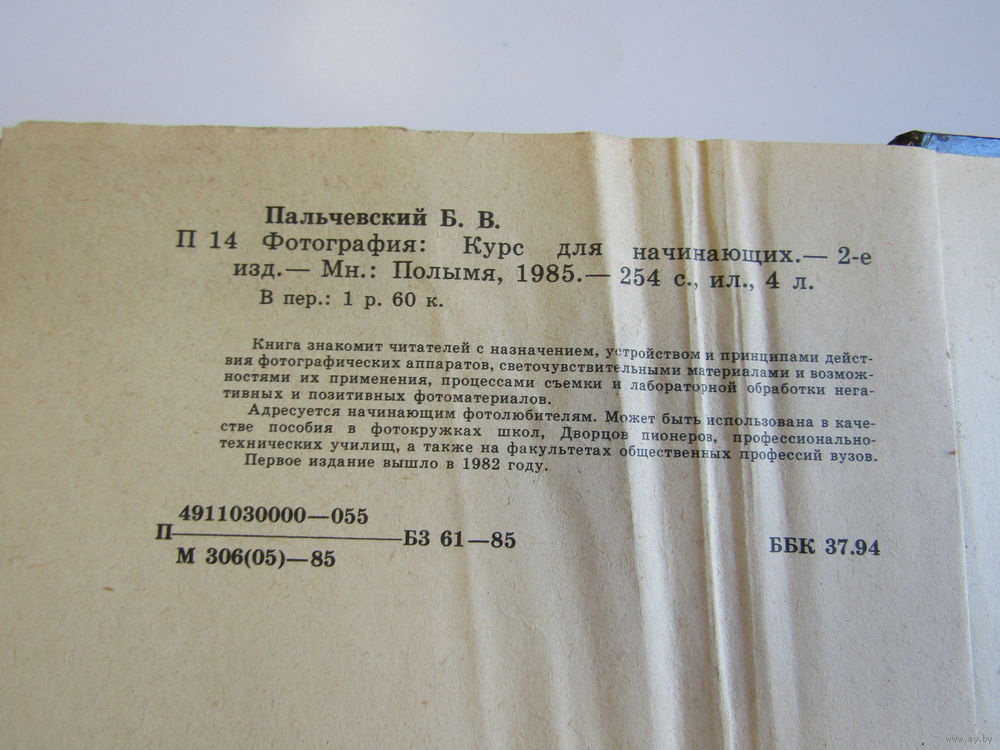 Пальчевский Б. В.
П 14 Фотография: Курс для начинающих.— 2-е
изд.— Мн.: Полымя, 1985.— 254 с., ил., 4 л.
В пер.: 1 р. 60 к.
Книга знакомит читателей с назначением, устройством и принципами дейст-
вия фотографических аппаратов, светочувствительными материалами и возмож-
ностями их применения, процессами съемки и лабораторной обработки нега-
тивных и позитивных фотоматериалов.
Адресуется начинающим фотолюбителям. Может быть использована в каче-
стве пособия в фотокружках школ, Дворцов пионеров, профессионально-
технических училищ, а также на факультетах общественных профессий вузов.
Первое издание вышло в 1982 году.
4911030000—055
П БЗ 61—85
М 306(05)—85
ББК 37.94
www.ay.by